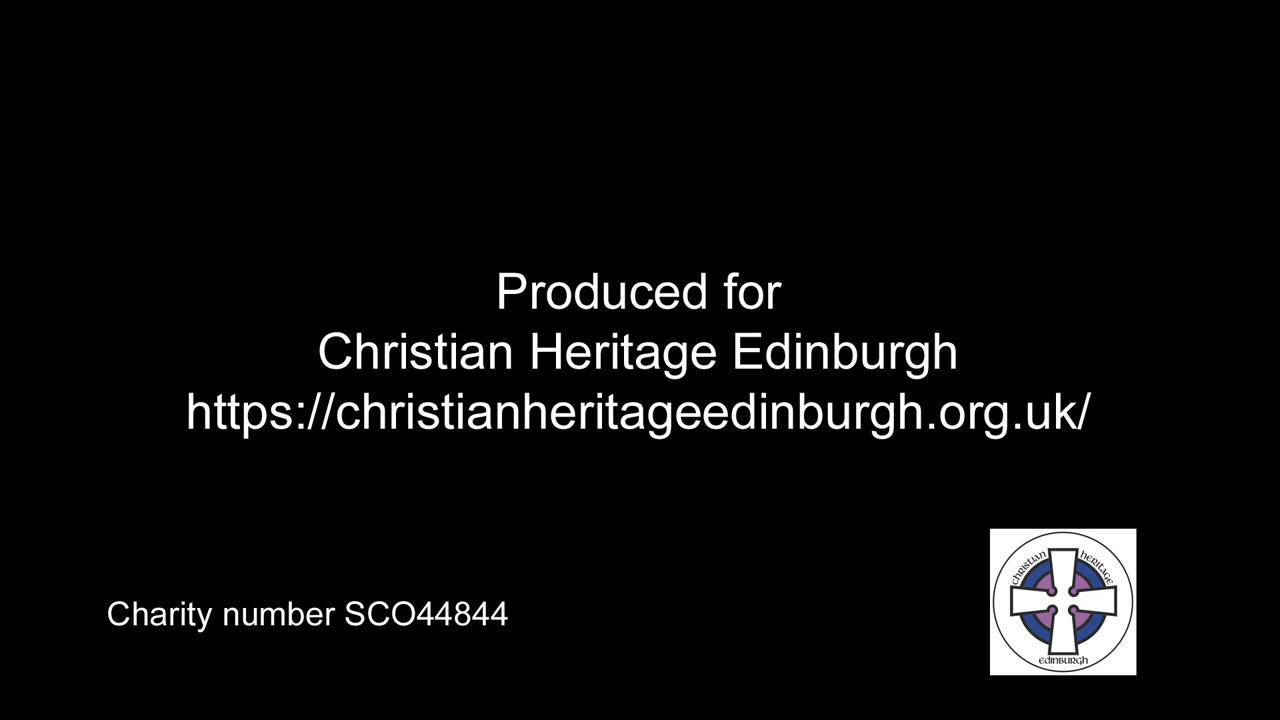 Produced for
Christian Heritage Edinburgh
https://christianheritageedinburgh.org.uk/
Charity number SCO44844
christian heritage
edinburgh